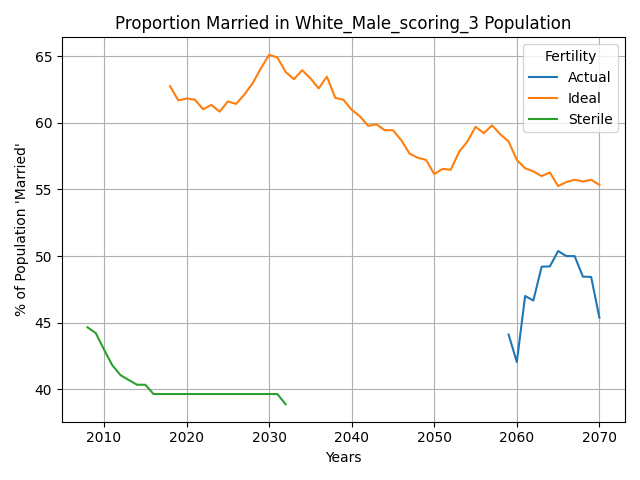 Proportion Married in White_Male_scoring_3 Population
Fertility
Actual
Ideal
Sterile
% of Population 'Married'
65
60
55
50
45
40
2010 2020 2030 2040 2050 2060 2070
Years